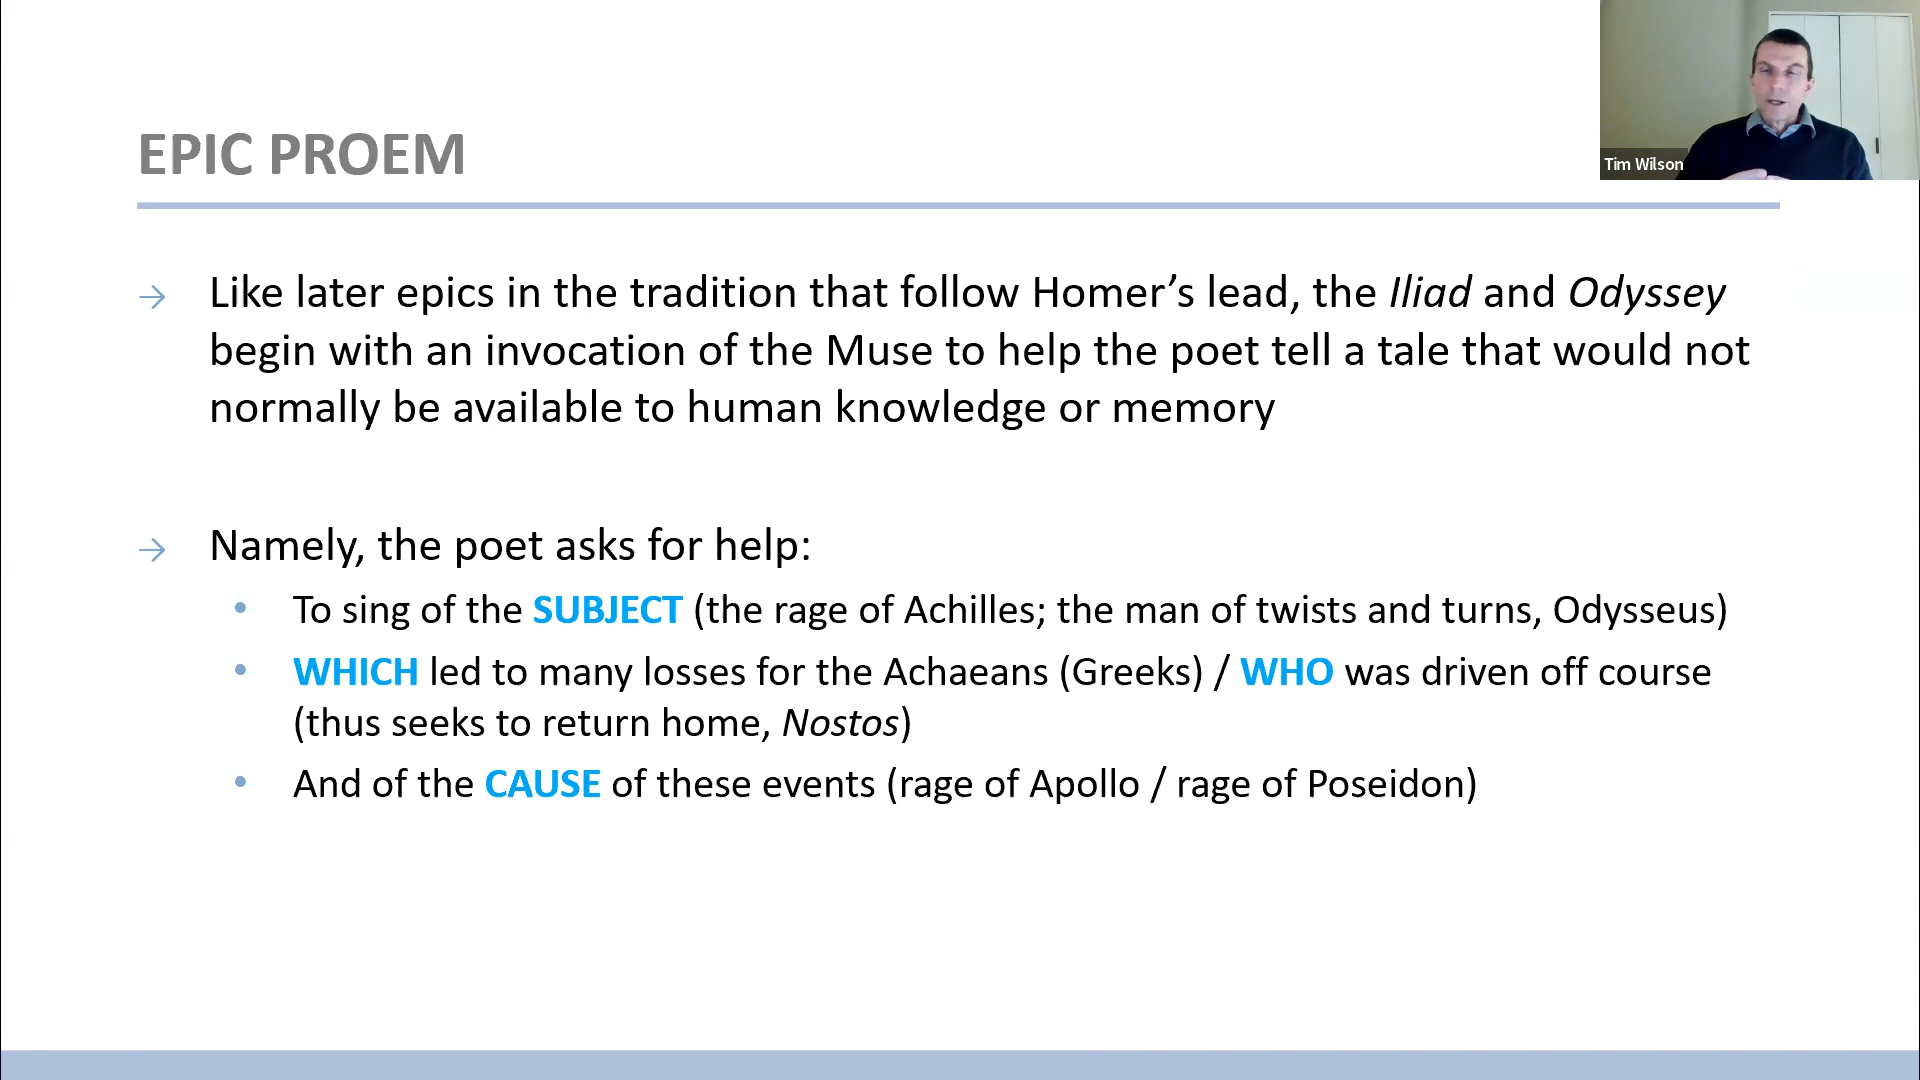 EPIC PROEM
Tim Wilson
→ Like later epics in the tradition that follow Homer’s lead, the Iliad and Odyssey
begin with an invocation of the Muse to help the poet tell a tale that would not
normally be available to human knowledge or memory
→ Namely, the poet asks for help:
• To sing of the SUBJECT (the rage of Achilles; the man of twists and turns, Odysseus)
• WHICH led to many losses for the Achaeans (Greeks) / WHO was driven off course
(thus seeks to return home, Nostos)
• And of the CAUSE of these events (rage of Apollo / rage of Poseidon)